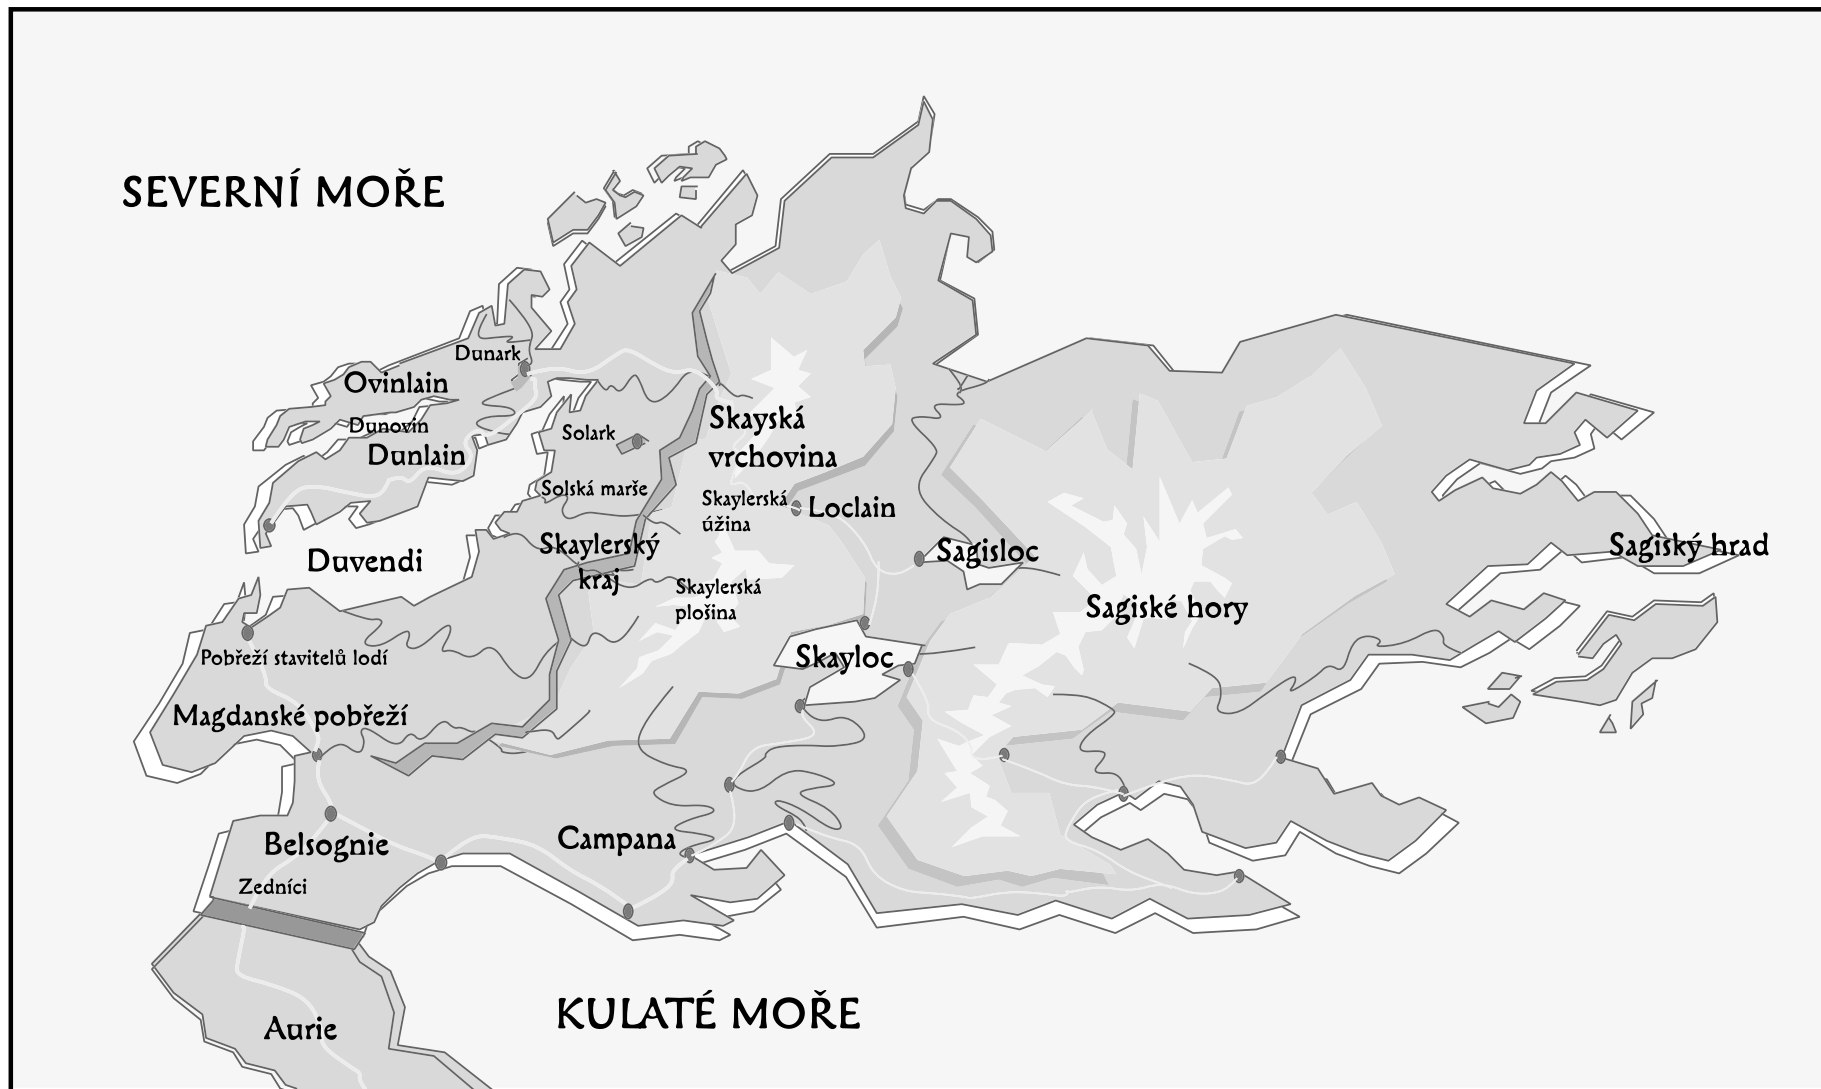 SEVERNÍ MOŘE
Dunark
Ovinlain
Dunovin
Dunlain
Solark
Skayská
vrchovina
Solská marše
Skaylerská
úžina
Loclain
Duvendi
Skaylerský
kraj
Sagisloc
Sagiský hrad
Skaylerská
plošina
Sagiské hory
Pobřeží stavitelů lodí
Skayloc
Magdanské pobřeží
Belsognie
Campana
Zedníci
KULATÉ MOŘE
Aurie